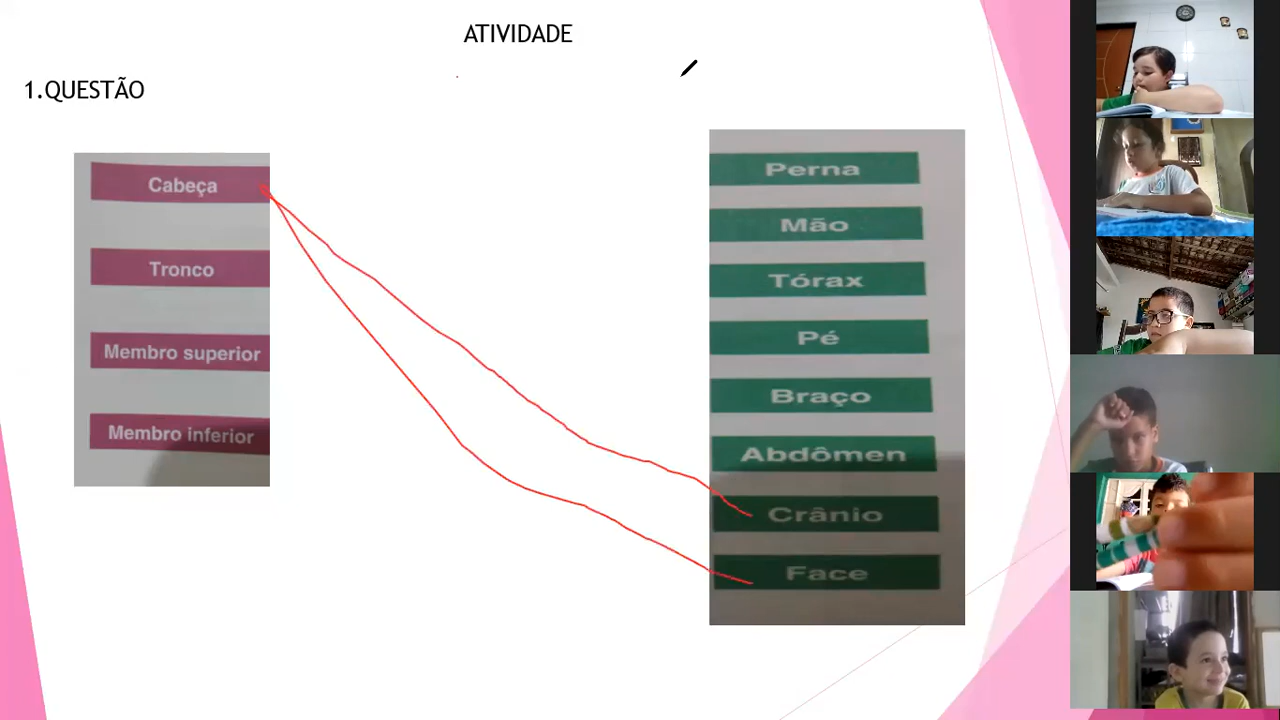 ATIVIDADE
1.QUESTÃO
Cabeça
Tronco
Membro superior
Membro inferior
Perna
Mão
Tórax
Pé
Braço
Abdômen
Crânio
Face